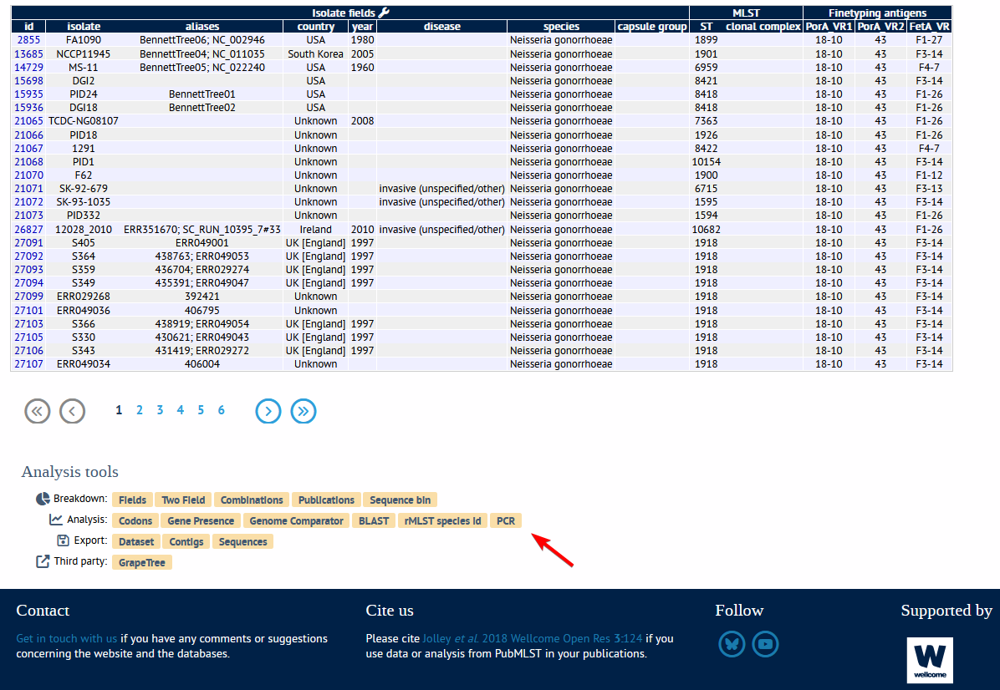 Isolate fields MLST Finetyping antigens
id isolate aliases country year disease species capsule group ST clonal complex PorA_VR1 PorA_VR2 FetA_VR
2855 FA1090 BennettTree06; NC_002946 USA 1980 Neisseria gonorrhoeae 1899 18-10 43 F1-27
13685 NCCP11945 BennettTree04; NC_011035 South Korea 2005 Neisseria gonorrhoeae 1901 18-10 43 F3-14
14729 MS-11 BennettTree05; NC_022240 USA 1960 Neisseria gonorrhoeae 6959 18-10 43 F4-7
15698 DGI2 USA Neisseria gonorrhoeae 8421 18-10 43 F3-14
15935 PID24 BennettTree01 USA Neisseria gonorrhoeae 8418 18-10 43 F1-26
15936 DGI18 BennettTree02 USA Neisseria gonorrhoeae 8418 18-10 43 F1-26
21065 TCDC-NG08107 Unknown 2008 Neisseria gonorrhoeae 7363 18-10 43 F1-26
21066 PID18 Unknown Neisseria gonorrhoeae 1926 18-10 43 F1-26
21067 1291 Unknown Neisseria gonorrhoeae 8422 18-10 43 F4-7
21068 PID1 Unknown Neisseria gonorrhoeae 10154 18-10 43 F3-14
21070 F62 Unknown Neisseria gonorrhoeae 1900 18-10 43 F1-12
21071 SK-92-679 Unknown invasive (unspecified/other) Neisseria gonorrhoeae 6715 18-10 43 F3-13
21072 SK-93-1035 Unknown invasive (unspecified/other) Neisseria gonorrhoeae 1595 18-10 43 F3-14
21073 PID332 Unknown Neisseria gonorrhoeae 1594 18-10 43 F1-26
26827 12028_2010 ERR351670; SC_RUN_10395_7#33 Ireland 2010 invasive (unspecified/other) Neisseria gonorrhoeae 10682 18-10 43 F1-26
27091 S405 ERR049001 UK [England] 1997 Neisseria gonorrhoeae 1918 18-10 43 F3-14
27092 S364 438763; ERR049053 UK [England] 1997 Neisseria gonorrhoeae 1918 18-10 43 F3-14
27093 S359 436704; ERR029274 UK [England] 1997 Neisseria gonorrhoeae 1918 18-10 43 F3-14
27094 S349 435391; ERR049047 UK [England] 1997 Neisseria gonorrhoeae 1918 18-10 43 F3-14
27099 ERR029268 392421 Unknown Neisseria gonorrhoeae 1918 18-10 43 F3-14
27101 ERR049036 406795 Unknown Neisseria gonorrhoeae 1918 18-10 43 F3-14
27103 S366 438919; ERR049054 UK [England] 1997 Neisseria gonorrhoeae 1918 18-10 43 F3-14
27105 S330 430621; ERR049043 UK [England] 1997 Neisseria gonorrhoeae 1918 18-10 43 F3-14
27106 S343 431419; ERR029272 UK [England] 1997 Neisseria gonorrhoeae 1918 18-10 43 F3-14
27107 ERR049034 406004 Unknown Neisseria gonorrhoeae 1918 18-10 43 F3-14
1 2 3 4 5 6
Analysis tools
Breakdown: Fields Two Field Combinations Publications Sequence bin
Analysis: Codons Gene Presence Genome Comparator BLAST rMLST species id PCR
Export: Dataset Contigs Sequences
Third party: GrapeTree
Contact Cite us Follow Supported by
Get in touch with us if you have any comments or suggestions
concerning the website and the databases.
Please cite Jolley et al. 2018 Wellcome Open Res 3:124 if you
use data or analysis from PubMLST in your publications.
W
wellcome